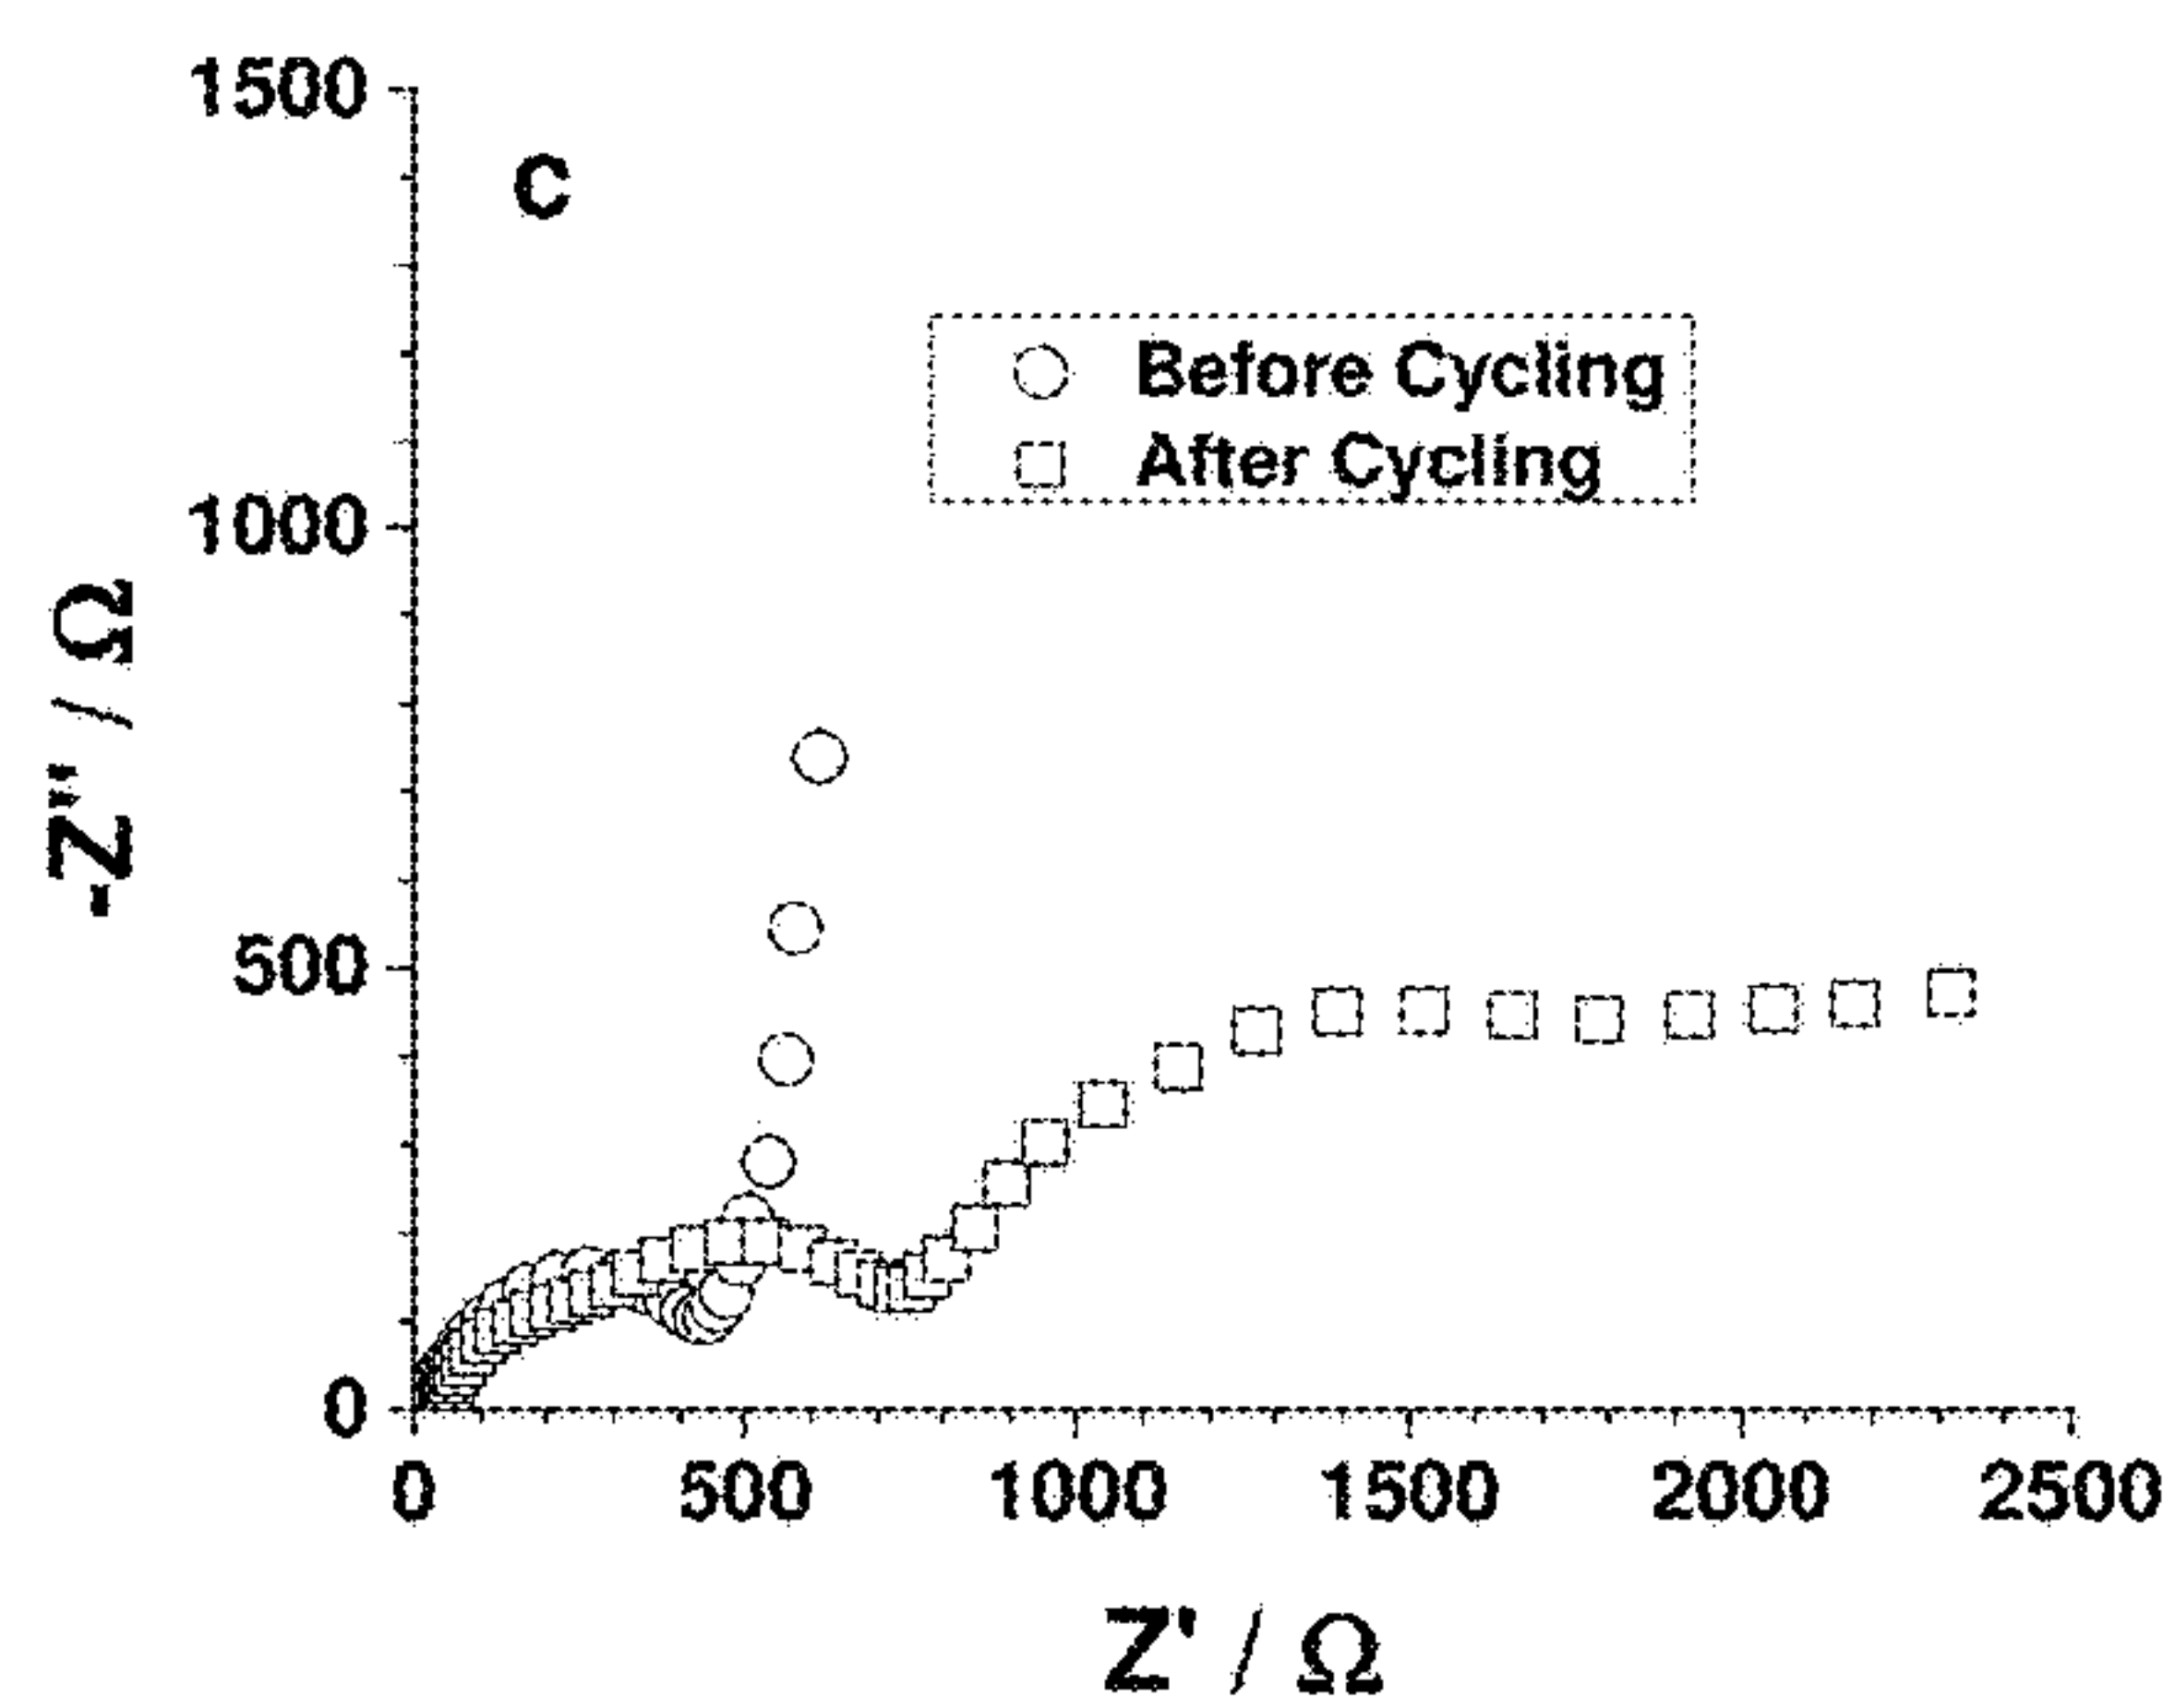 1500
C
Before Cycling
After Cycling
1000
-Z'' / Ω
500
0
0 500 1000 1500 2000 2500
Z' / Ω